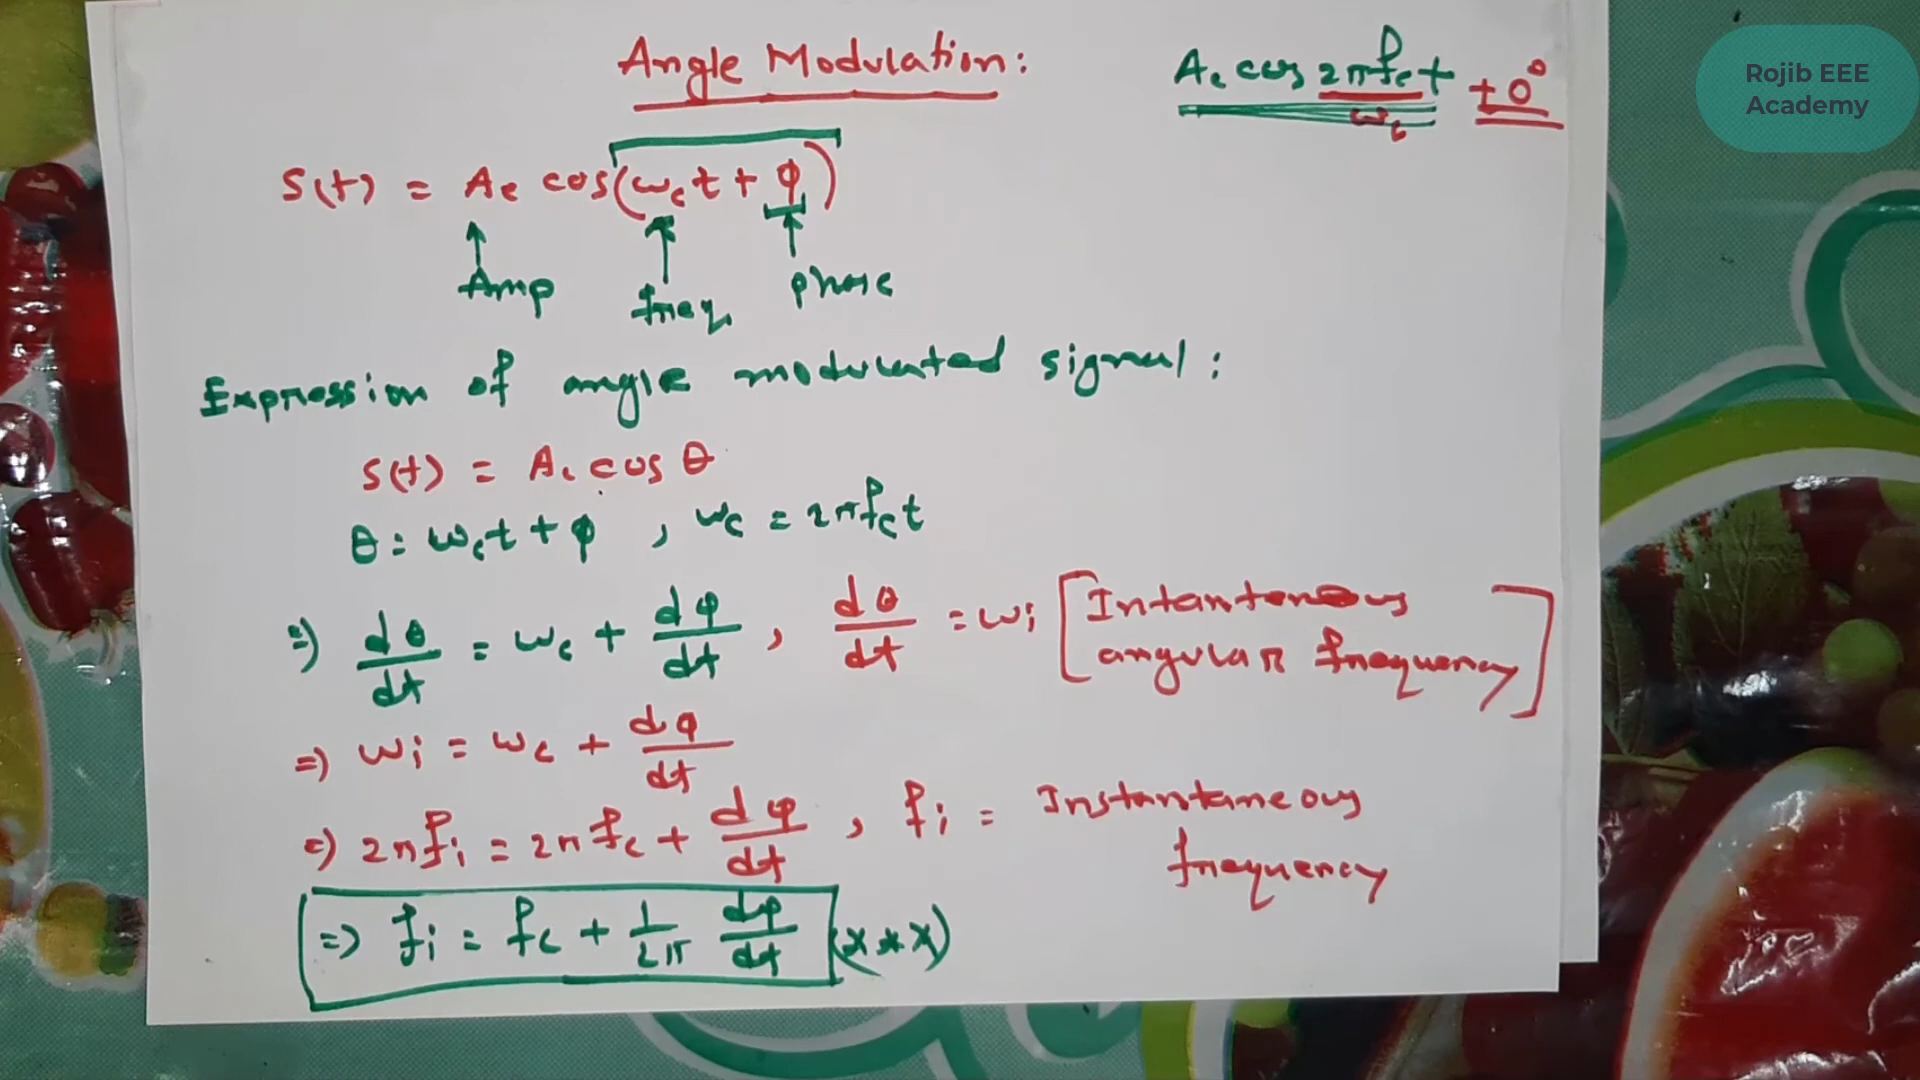 Angle Modulation:
Ac cos 2πfct + 0°
ωc
Rojib EEE
Academy
S(t) = Ac cos(ωct + φ)
Amp freq phase
Expression of angle modulated signal:
S(t) = Ac cos θ
θ = ωct + φ , ωc = 2πfct
=> dθ/dt = ωc + dφ/dt , dθ/dt = ωi [Intantenous
angular frequency]
=> ωi = ωc + dφ/dt
=> 2πfi = 2πfc + dφ/dt , fi = Instantaneous
frequency
=> fi = fc + 1/2π dφ/dt (***)